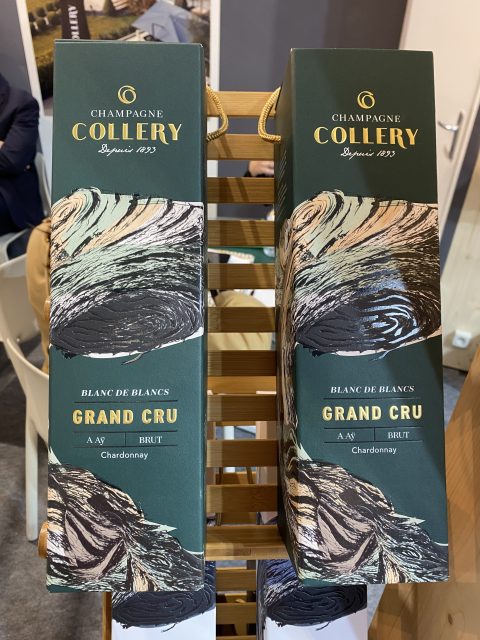 COLLERY
CHAMPAGNE
COLLERY
Depuis 1893
BLANC DE BLANCS
GRAND CRU
A AŸ BRUT
Chardonnay
CHAMPAGNE
COLLERY
Depuis 1893
BLANC DE BLANCS
GRAND CRU
A AŸ BRUT
Chardonnay